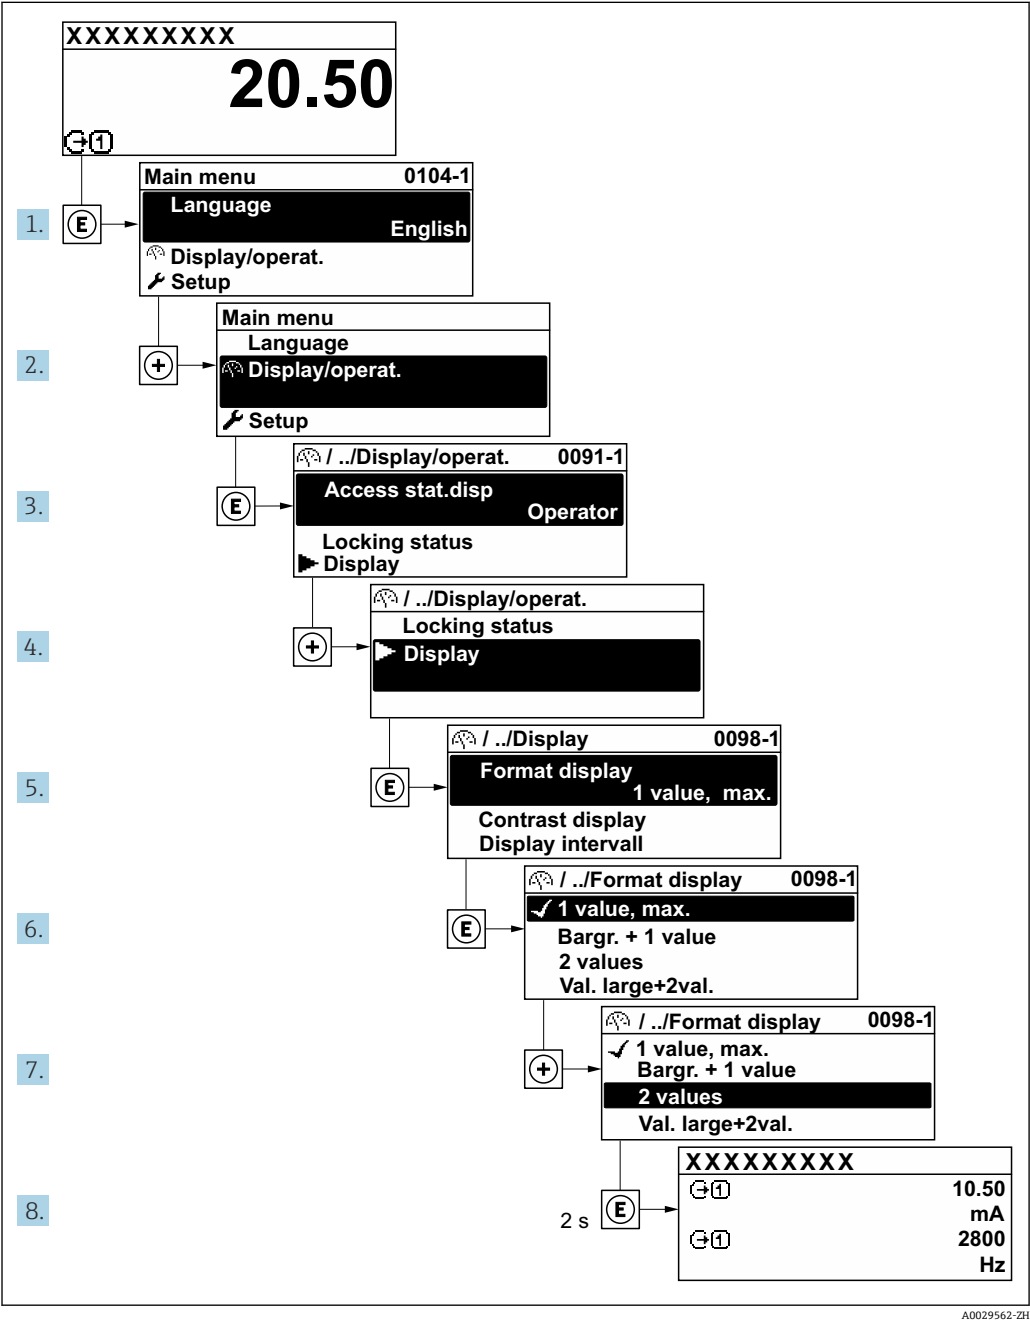 XXXXXXXXX
20.50
1
Main menu 0104-1
1. E Language
English
Display/operat.
Setup
Main menu
Language
2. + Display/operat.
Setup
/ ../Display/operat. 0091-1
3. E Access stat.disp
Operator
Locking status
Display
/ ../Display/operat.
Locking status
4. + Display
/ ../Display 0098-1
5. E Format display
1 value, max.
Contrast display
Display intervall
/ ../Format display 0098-1
6. E 1 value, max.
Bargr. + 1 value
2 values
Val. large+2val.
/ ../Format display 0098-1
7. + 1 value, max.
Bargr. + 1 value
2 values
Val. large+2val.
XXXXXXXXX
8. 2 s E 1 10.50
mA
1 2800
Hz
A0029562-ZH